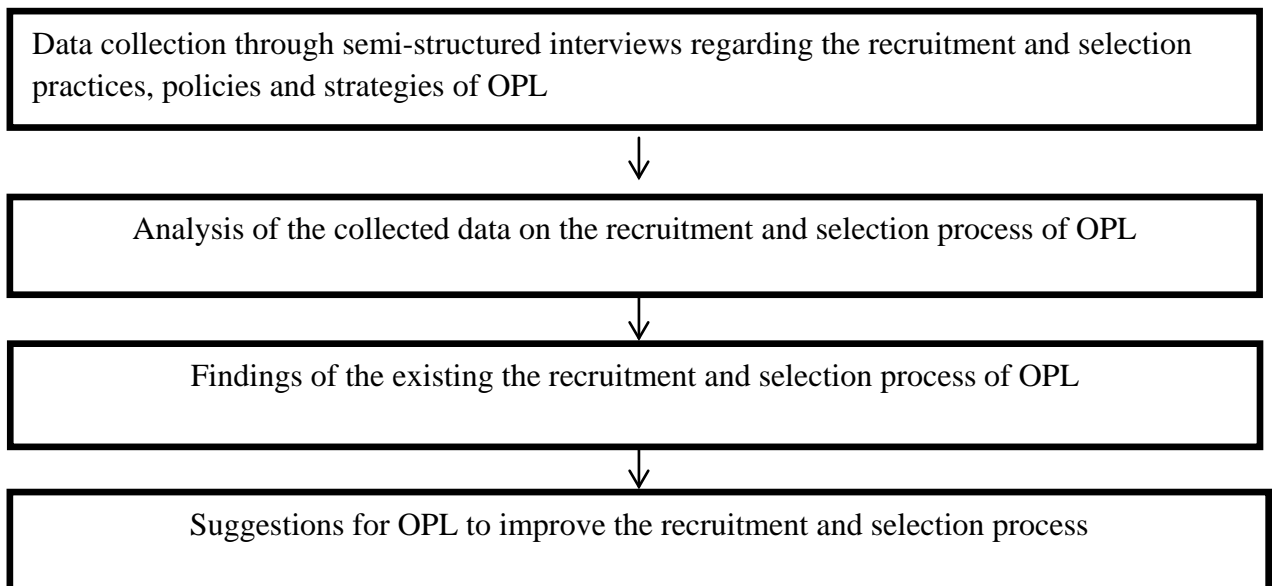 Data collection through semi-structured interviews regarding the recruitment and selection
practices, policies and strategies of OPL
Analysis of the collected data on the recruitment and selection process of OPL
Findings of the existing the recruitment and selection process of OPL
Suggestions for OPL to improve the recruitment and selection process